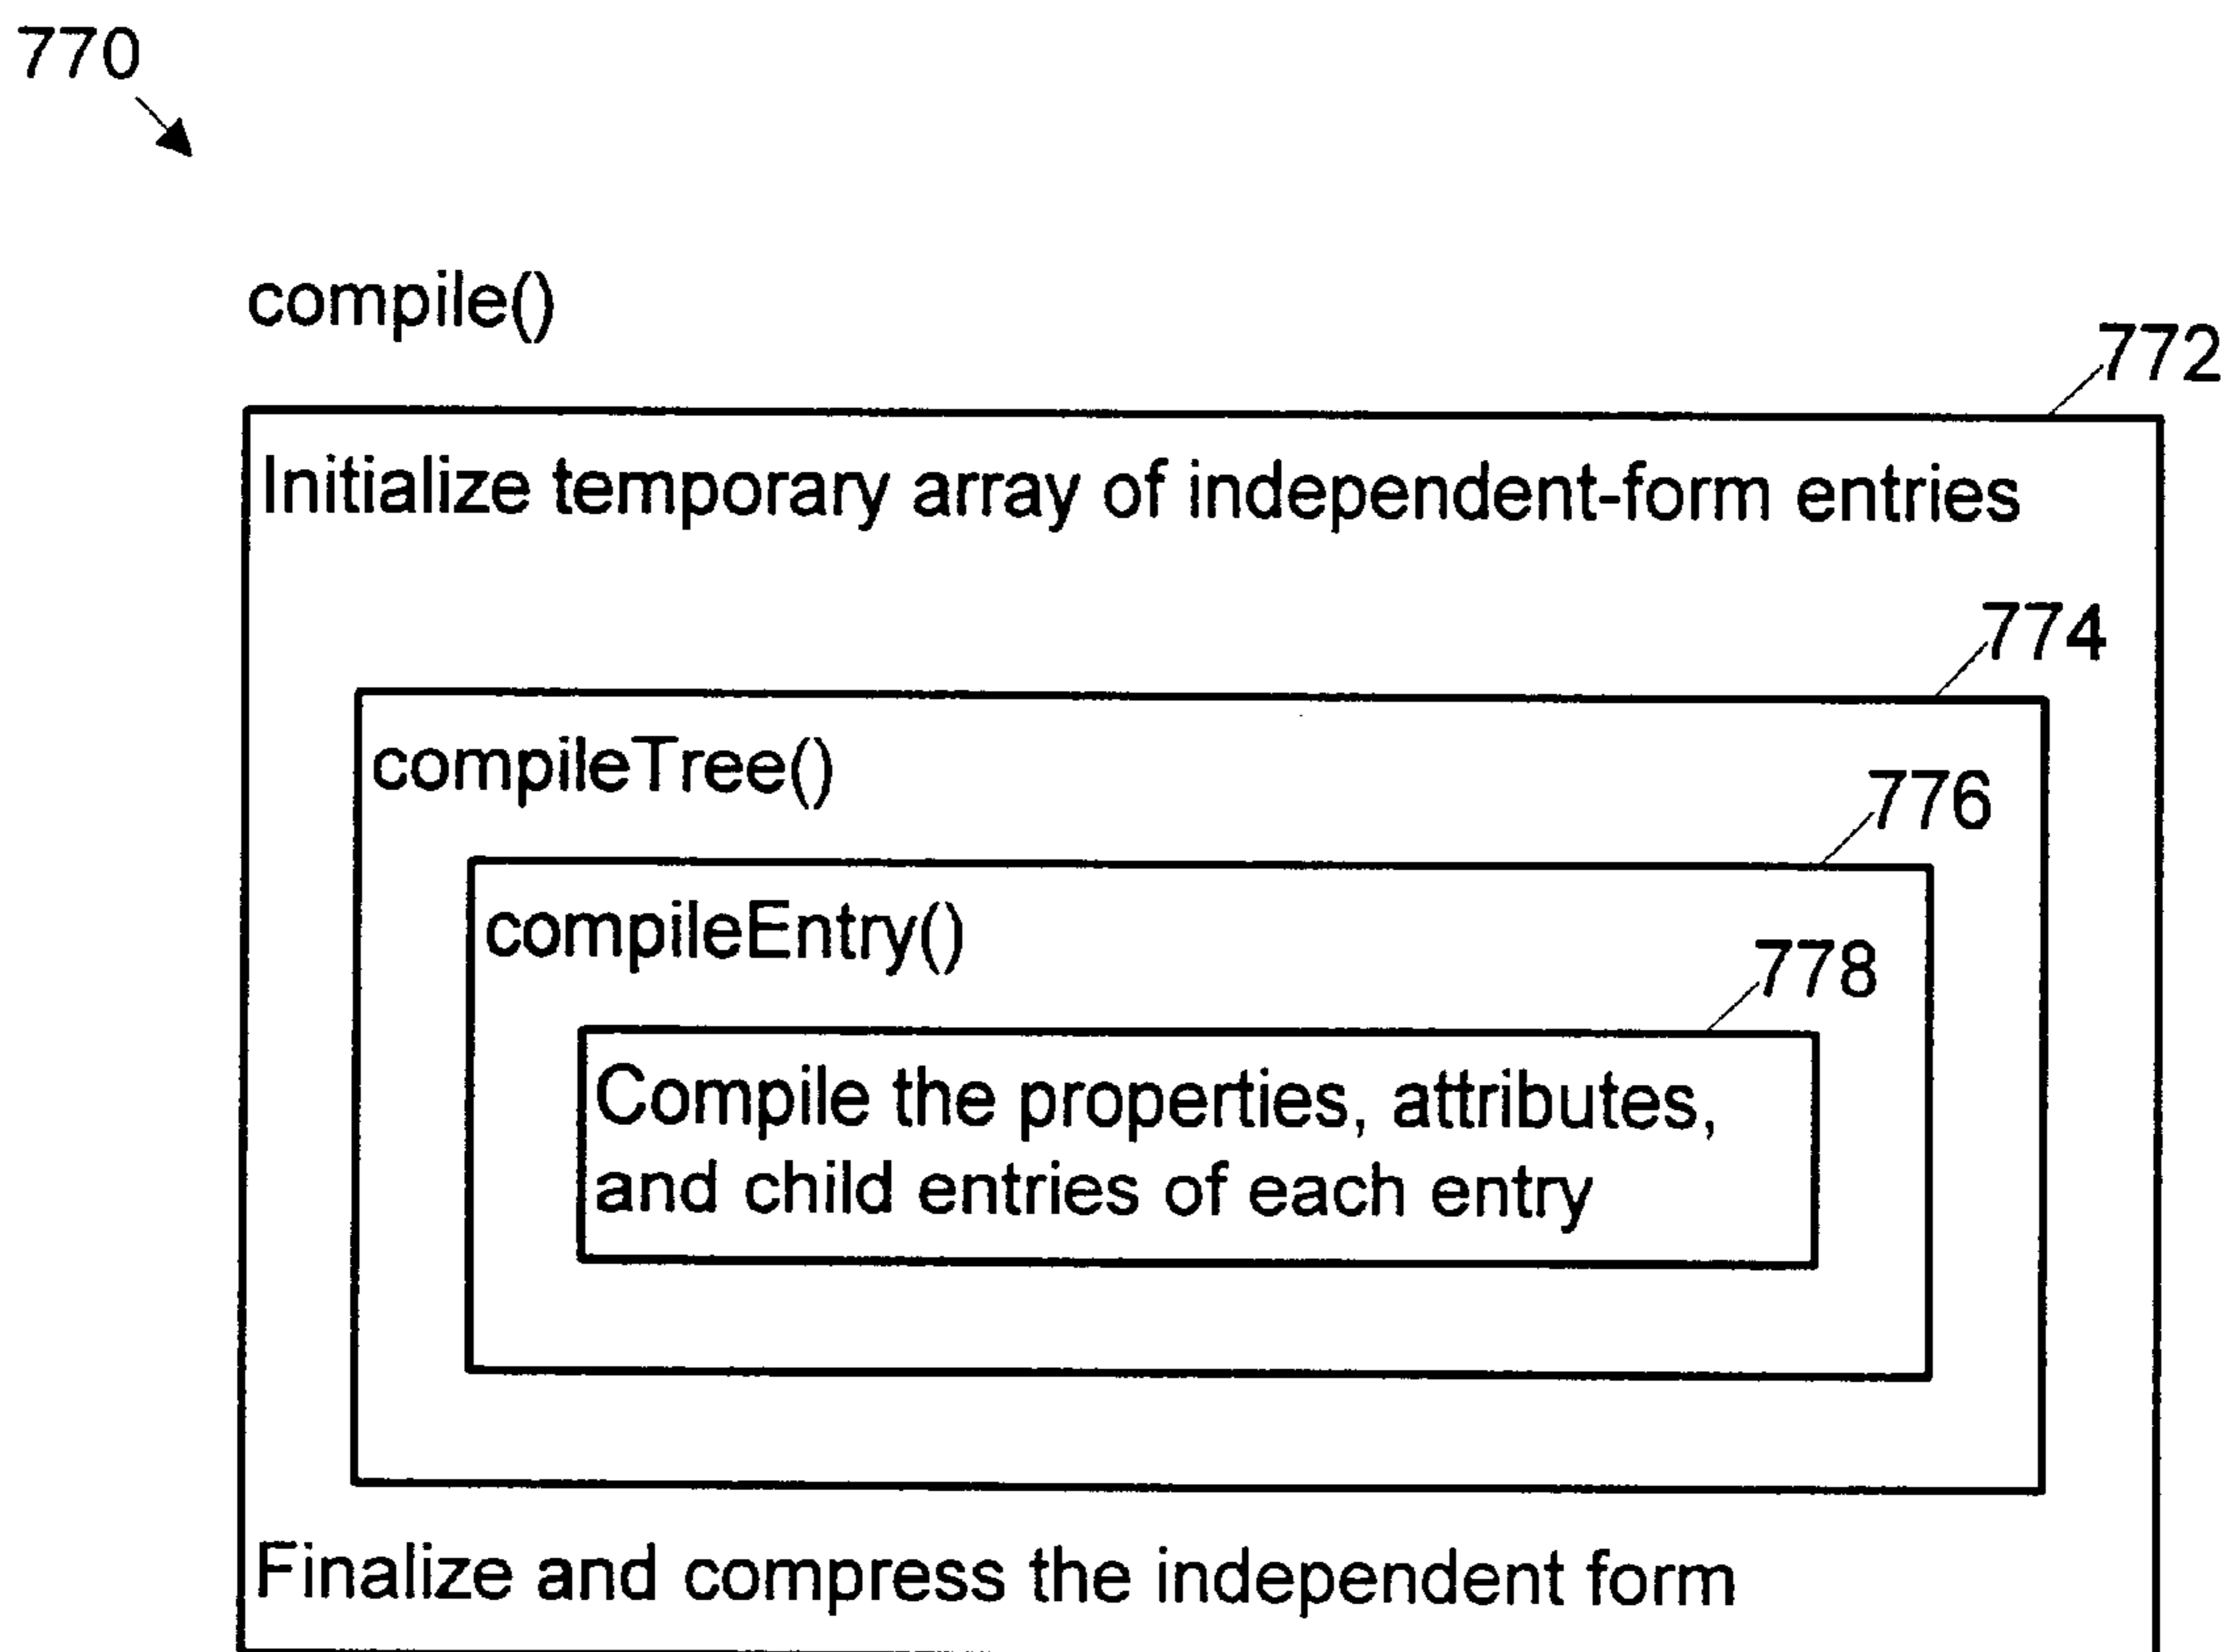 770
compile()
772
Initialize temporary array of independent-form entries
774
compileTree()
776
compileEntry()
778
Compile the properties, attributes,
and child entries of each entry
Finalize and compress the independent form